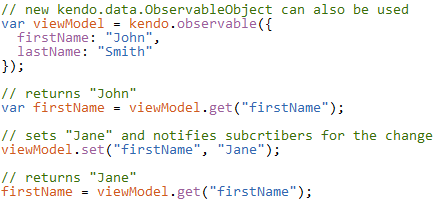 // new kendo.data.ObservableObject can also be used
var viewModel = kendo.observable({
  firstName: "John",
  lastName: "Smith"
});
// returns "John"
var firstName = viewModel.get("firstName");
// sets "Jane" and notifies subcrtibers for the change
viewModel.set("firstName", "Jane");
// returns "Jane"
firstName = viewModel.get("firstName");